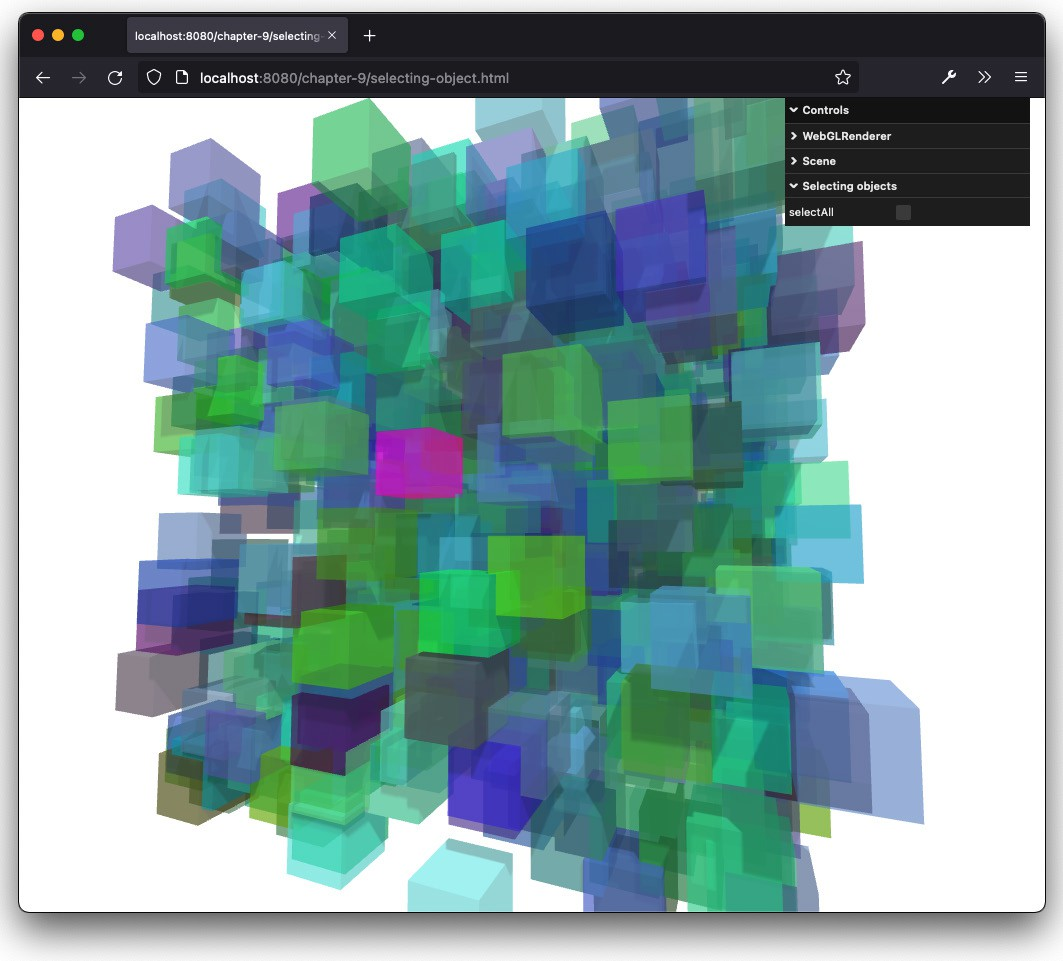 localhost:8080/chapter-9/selecting-
localhost:8080/chapter-9/selecting-object.html
Controls
WebGLRenderer
Scene
Selecting objects
selectAll